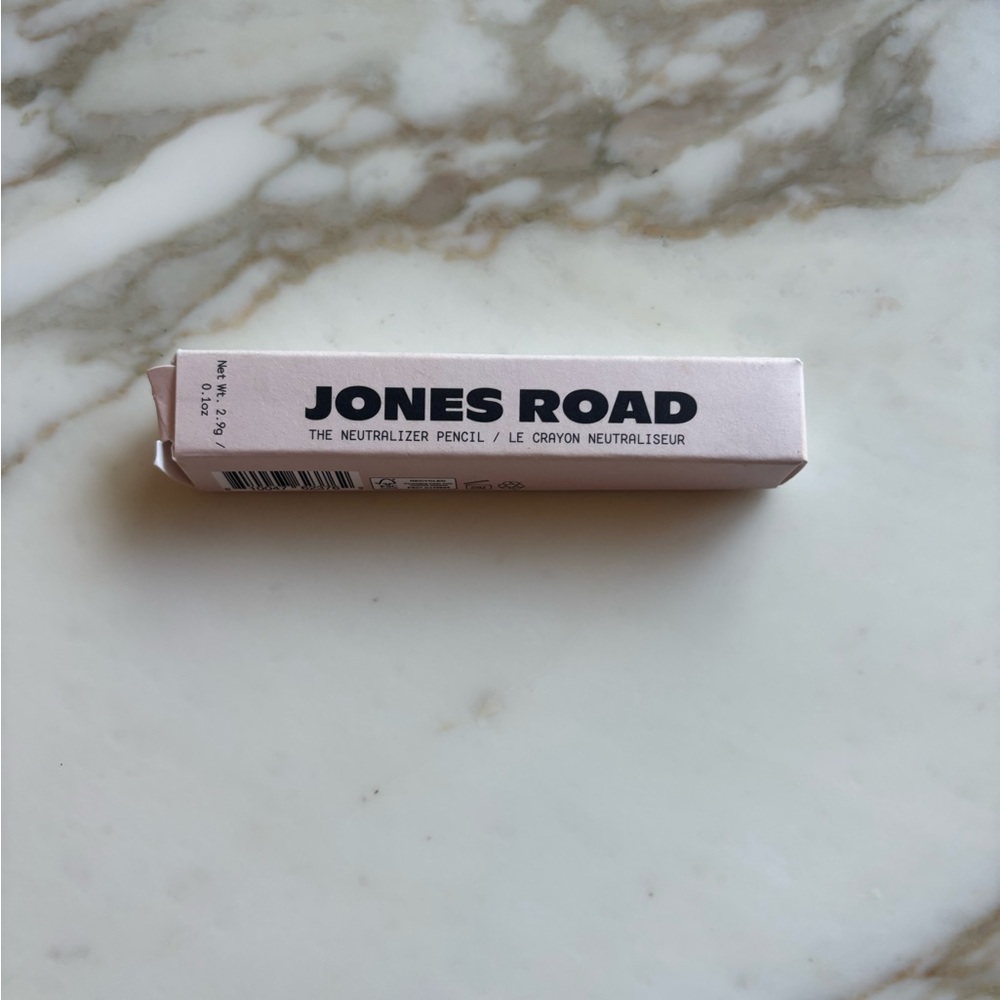 JONES ROAD
THE NEUTRALIZER PENCIL / LE CRAYON NEUTRALISEUR
Net Wt. 2.9g /
0.1oz